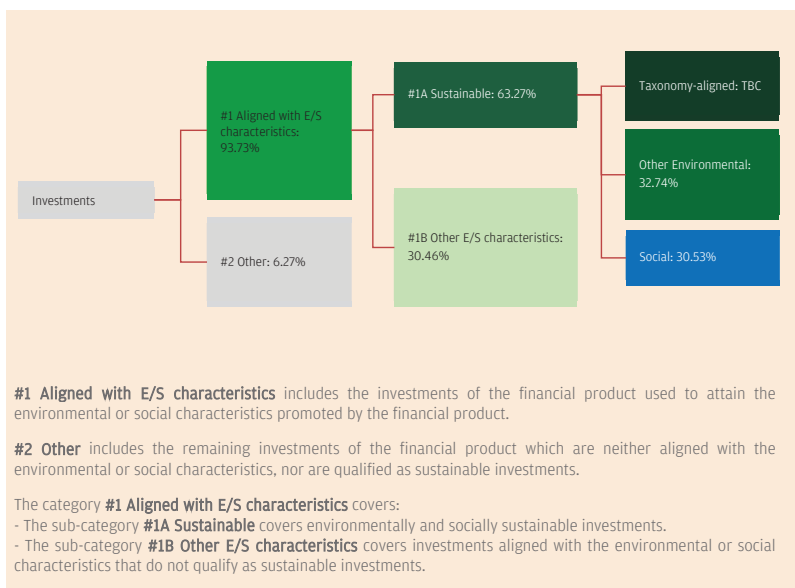 Investments
#1 Aligned with E/S
characteristics:
93.73%
#2 Other: 6.27%
#1A Sustainable: 63.27%
#1B Other E/S characteristics:
30.46%
Taxonomy-aligned: TBC
Other Environmental:
32.74%
Social: 30.53%
#1 Aligned with E/S characteristics includes the investments of the financial product used to attain the
environmental or social characteristics promoted by the financial product.
#2 Other includes the remaining investments of the financial product which are neither aligned with the
environmental or social characteristics, nor are qualified as sustainable investments.
The category #1 Aligned with E/S characteristics covers:
- The sub-category #1A Sustainable covers environmentally and socially sustainable investments.
- The sub-category #1B Other E/S characteristics covers investments aligned with the environmental or social
characteristics that do not qualify as sustainable investments.